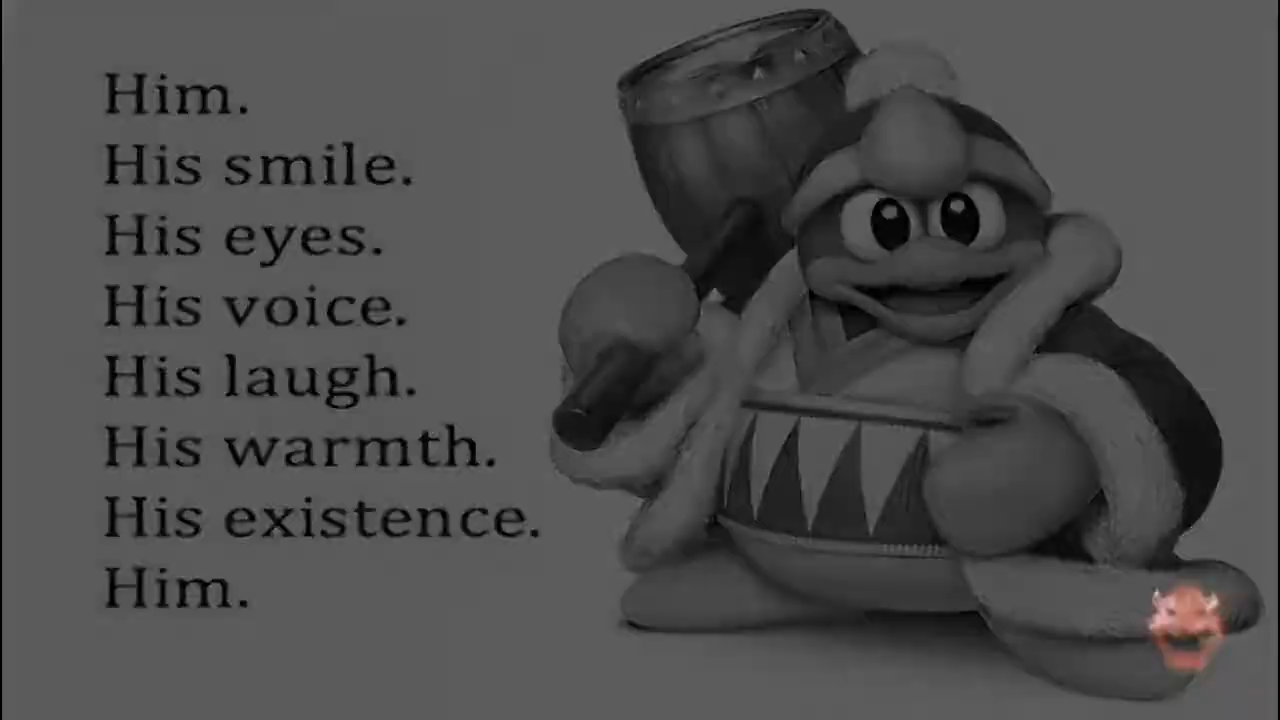 Him.
His smile.
His eyes.
His voice.
His laugh.
His warmth.
His existence.
Him.